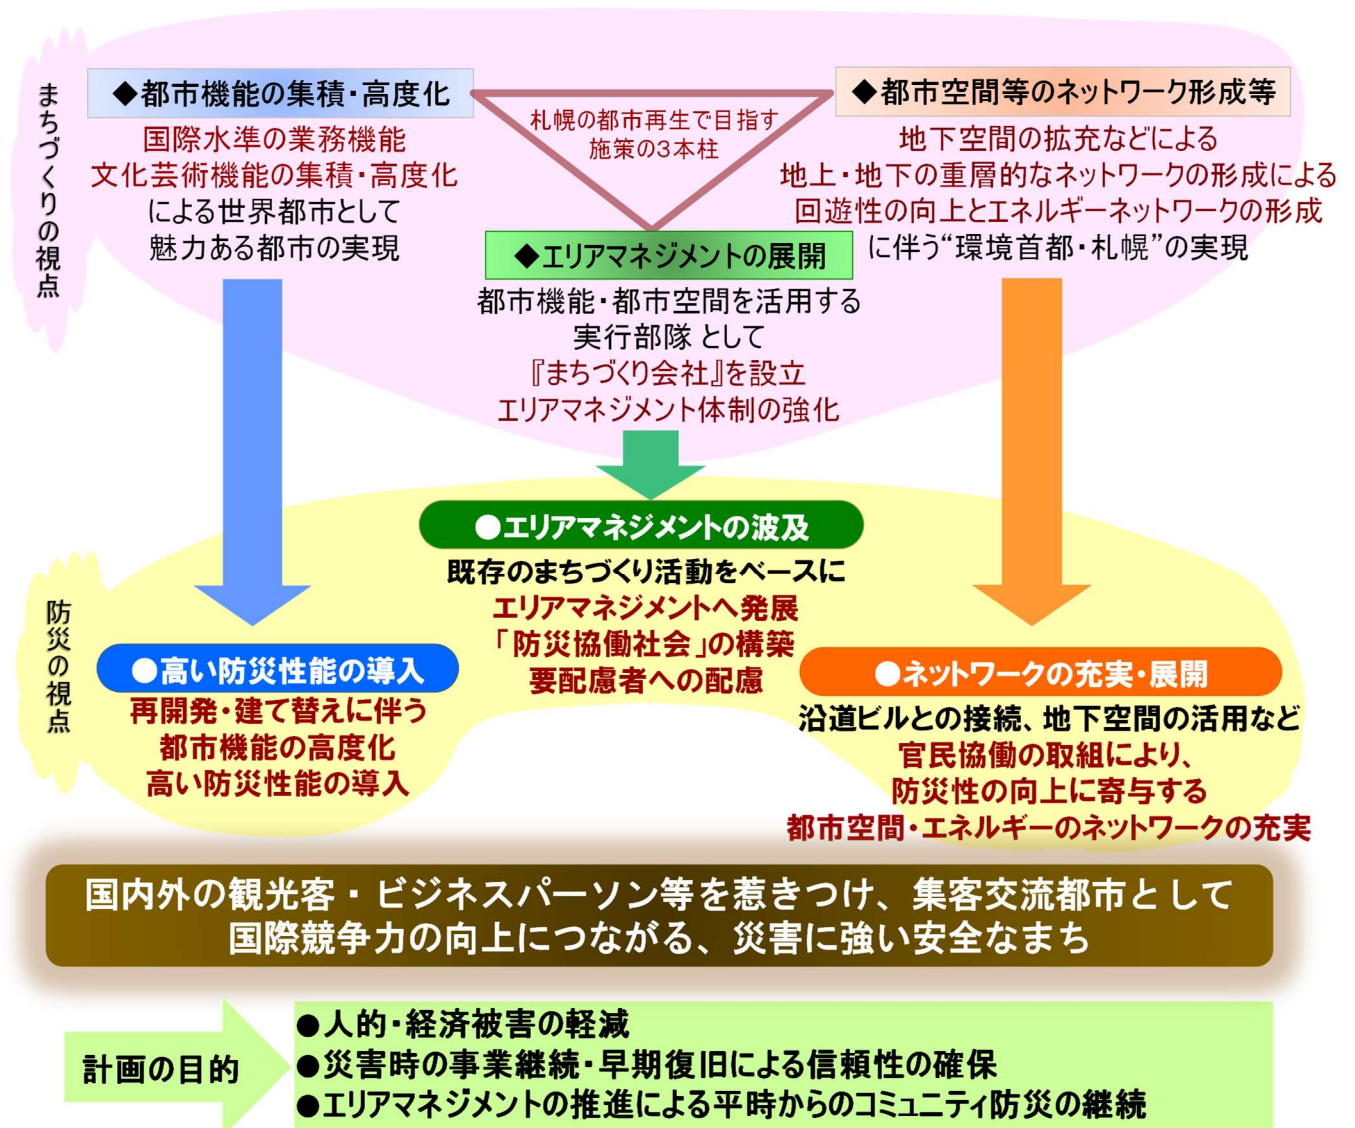 まちづくりの視点
◆都市機能の集積・高度化
国際水準の業務機能
文化芸術機能の集積・高度化
による世界都市として
魅力ある都市の実現
札幌の都市再生で目指す
施策の3本柱
◆都市空間等のネットワーク形成等
地下空間の拡充などによる
地上・地下の重層的なネットワークの形成による
回遊性の向上とエネルギーネットワークの形成
に伴う“環境首都・札幌”の実現
◆エリアマネジメントの展開
都市機能・都市空間を活用する
実行部隊 として
『まちづくり会社』を設立
エリアマネジメント体制の強化
防災の視点
●エリアマネジメントの波及
既存のまちづくり活動をベースに
エリアマネジメントへ発展
「防災協働社会」の構築
要配慮者への配慮
●高い防災性能の導入
再開発・建て替えに伴う
都市機能の高度化
高い防災性能の導入
●ネットワークの充実・展開
沿道ビルとの接続、地下空間の活用など
官民協働の取組により、
防災性の向上に寄与する
都市空間・エネルギーのネットワークの充実
国内外の観光客・ビジネスパーソン等を惹きつけ、集客交流都市として
国際競争力の向上につながる、災害に強い安全なまち
計画の目的
●人的・経済被害の軽減
●災害時の事業継続・早期復旧による信頼性の確保
●エリアマネジメントの推進による平時からのコミュニティ防災の継続